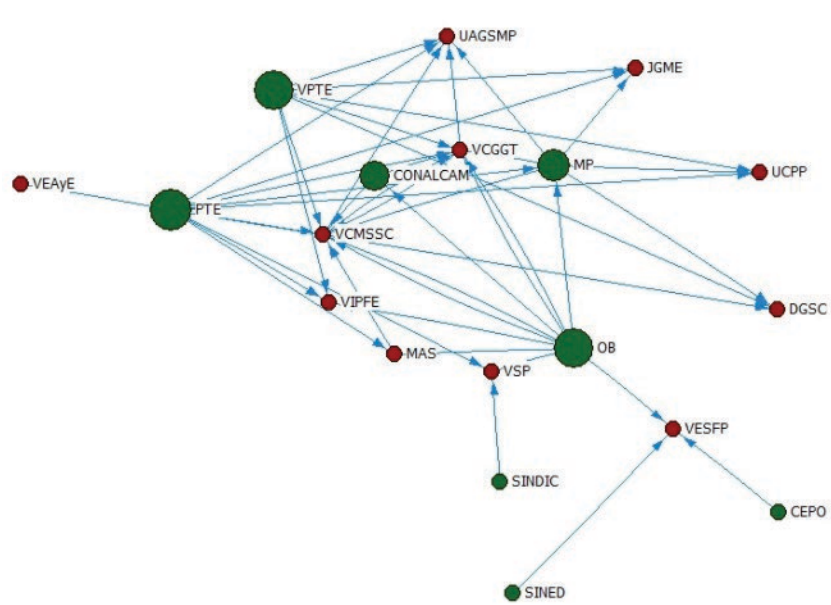 UAGSMP
JGME
VPTE
VCGGT
MP
UCPP
CONALCAM
VEAyE
PTE
VCMSSC
VIPFE
DGSC
MAS
OB
VSP
VESFP
SINDIC
CEPO
SINED